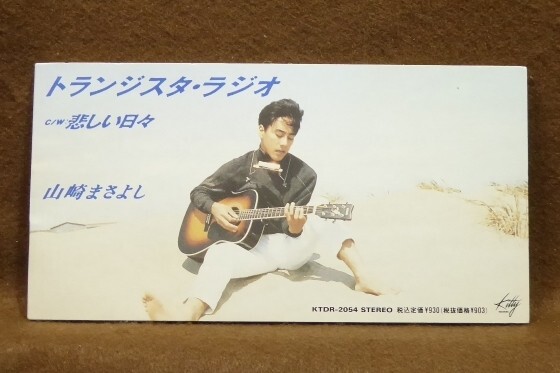 トランジスタ・ラジオ
C/W 悲しい日々
山崎まさよし
KTDR-2054 STEREO 税込定価¥930(税抜価格¥903)
Kitty